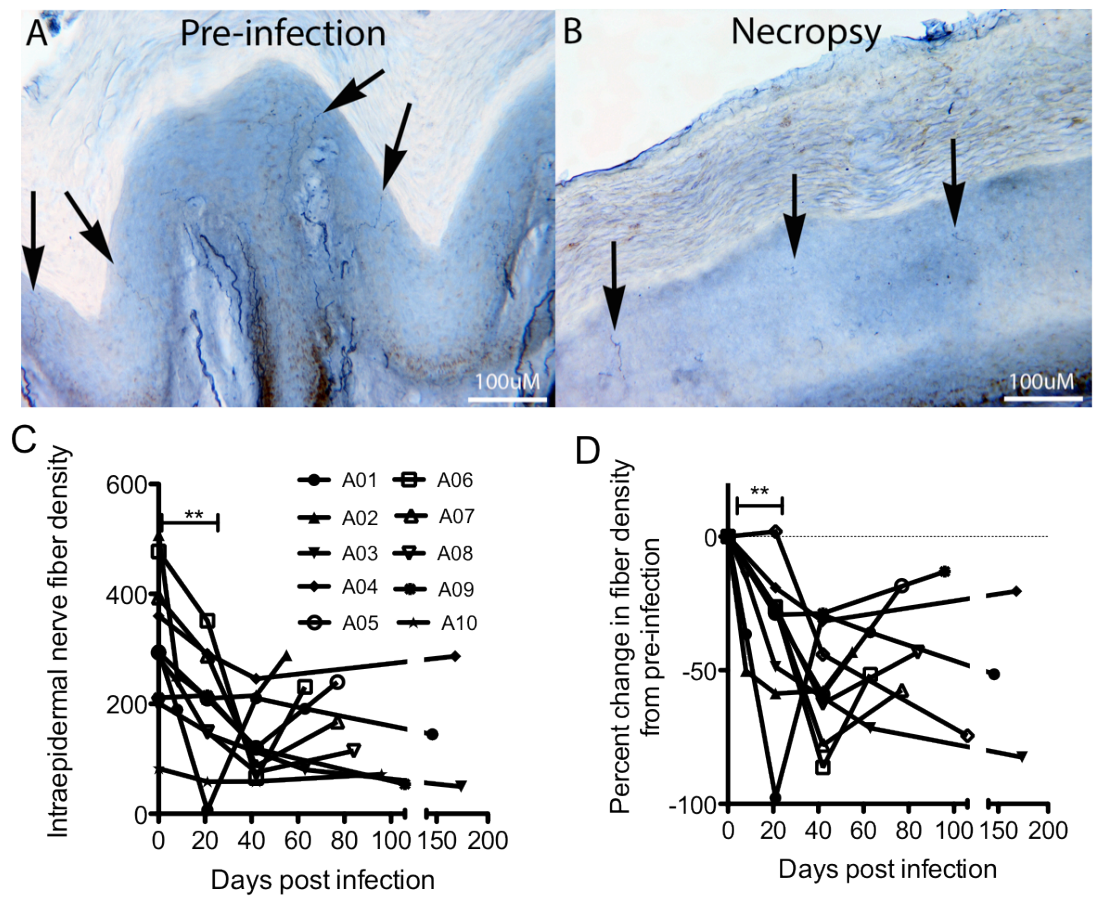 A
Pre-infection
100uM
B
Necropsy
100uM
C
Intraepidermal nerve fiber density
600
400
200
0
**
A01
A02
A03
A04
A05
A06
A07
A08
A09
A10
0 20 40 60 80 100 150 200
Days post infection
D
Percent change in fiber density
from pre-infection
0
-50
-100
**
0 20 40 60 80 100 150 200
Days post infection